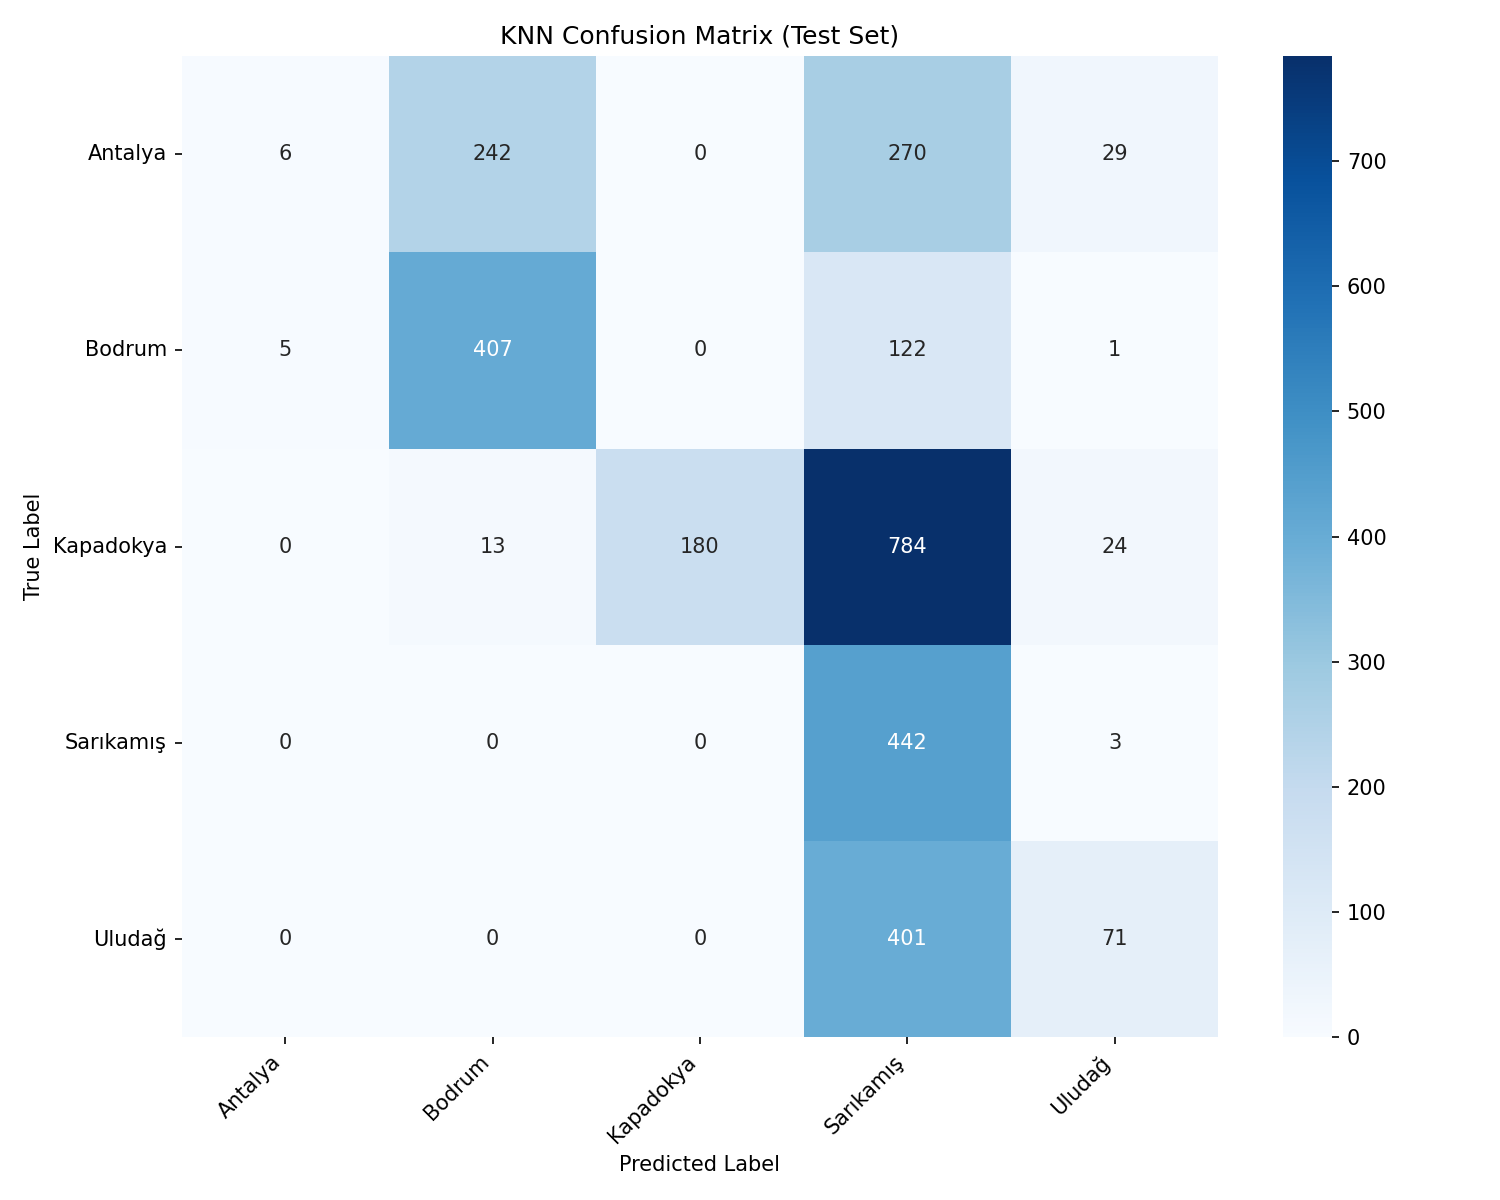 KNN Confusion Matrix (Test Set)
Antalya 6 242 0 270 29
Bodrum 5 407 0 122 1
Kapadokya 0 13 180 784 24
Sarıkamış 0 0 0 442 3
Uludağ 0 0 0 401 71
True Label
Antalya Bodrum Kapadokya Sarıkamış Uludağ
Predicted Label
700
600
500
400
300
200
100
0